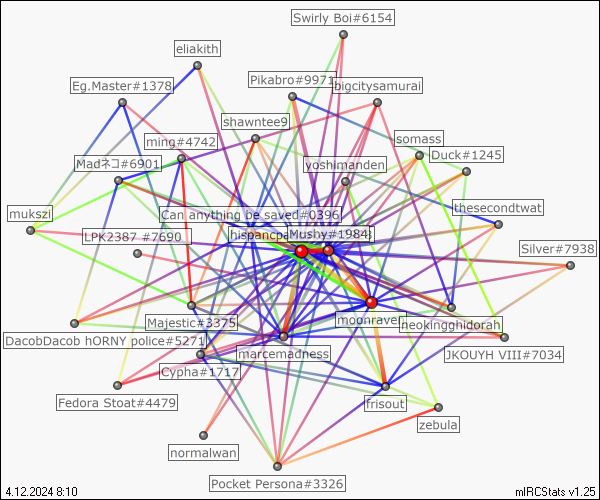 Swirly Boi#6154
eliakith
Pikabro#9971
Eg.Master#1378
bigcitysamurai
shawntee9
ming#4742
somass
Duck#1245
Madネコ#6901
yoshimanden
mukszi
Can anything be saved#0396
thesecondtwat
LPK2387 #7690
hispancpa
Mushy#1984
Silver#7938
Majestic#3375
moonravel
neokingghidorah
DacobDacob hORNY police#5271
marcemadness
JKOUYH VIII#7034
Cypha#1717
Fedora Stoat#4479
frisout
zebula
normalwan
Pocket Persona#3326
4.12.2024 8:10
mIRCStats v1.25